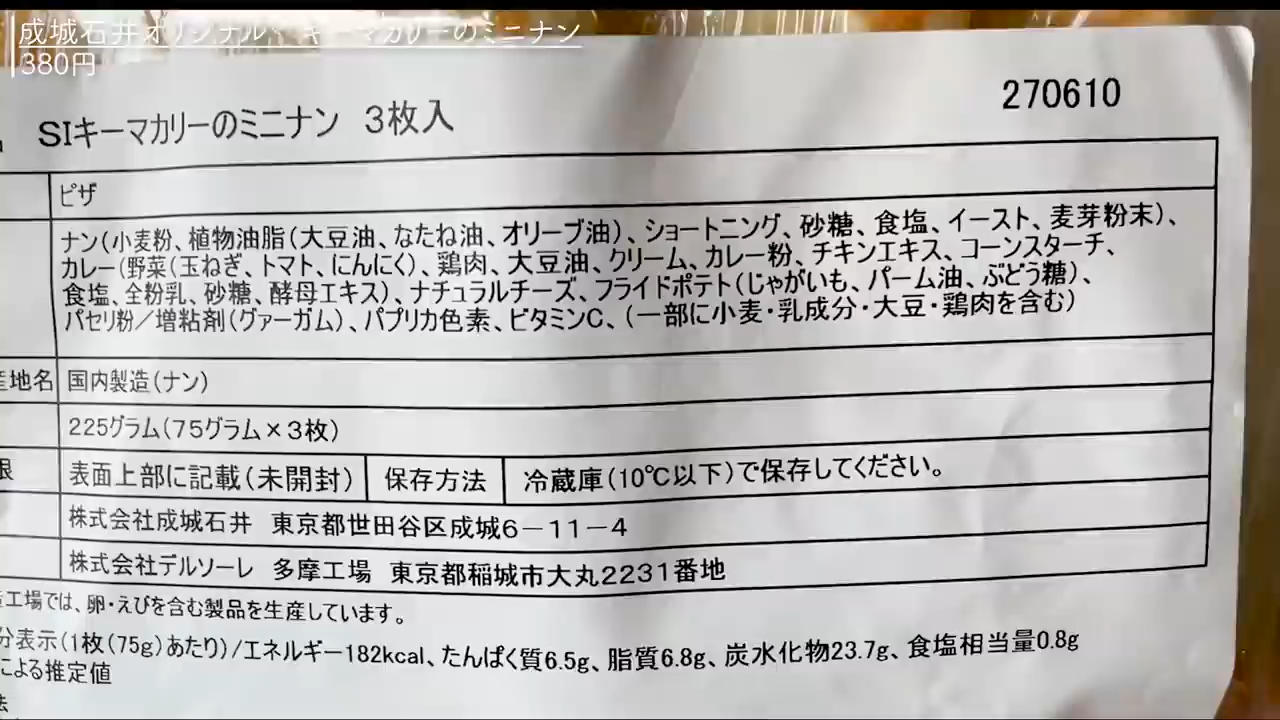 成城石井オリジナル キーマカリーのミニナン
380円
270610
SIキーマカリーのミニナン 3枚入
ピザ
ナン(小麦粉、植物油脂(大豆油、なたね油、オリーブ油)、ショートニング、砂糖、食塩、イースト、麦芽粉末)、
カレー(野菜(玉ねぎ、トマト、にんにく)、鶏肉、大豆油、クリーム、カレー粉、チキンエキス、コーンスターチ、
食塩、全粉乳、砂糖、酵母エキス)、ナチュラルチーズ、フライドポテト(じゃがいも、パーム油、ぶどう糖)、
パセリ粉/増粘剤(グァーガム)、パプリカ色素、ビタミンC、(一部に小麦・乳成分・大豆・鶏肉を含む)
産地名 国内製造(ナン)
225グラム(75グラム×3枚)
限 表面上部に記載(未開封) 保存方法 冷蔵庫(10℃以下)で保存してください。
株式会社成城石井 東京都世田谷区成城6-11-4
株式会社デルソーレ 多摩工場 東京都稲城市大丸2231番地
工場では、卵・えびを含む製品を生産しています。
分表示(1枚(75g)あたり)/エネルギー182kcal、たんぱく質6.5g、脂質6.8g、炭水化物23.7g、食塩相当量0.8g
による推定値
法